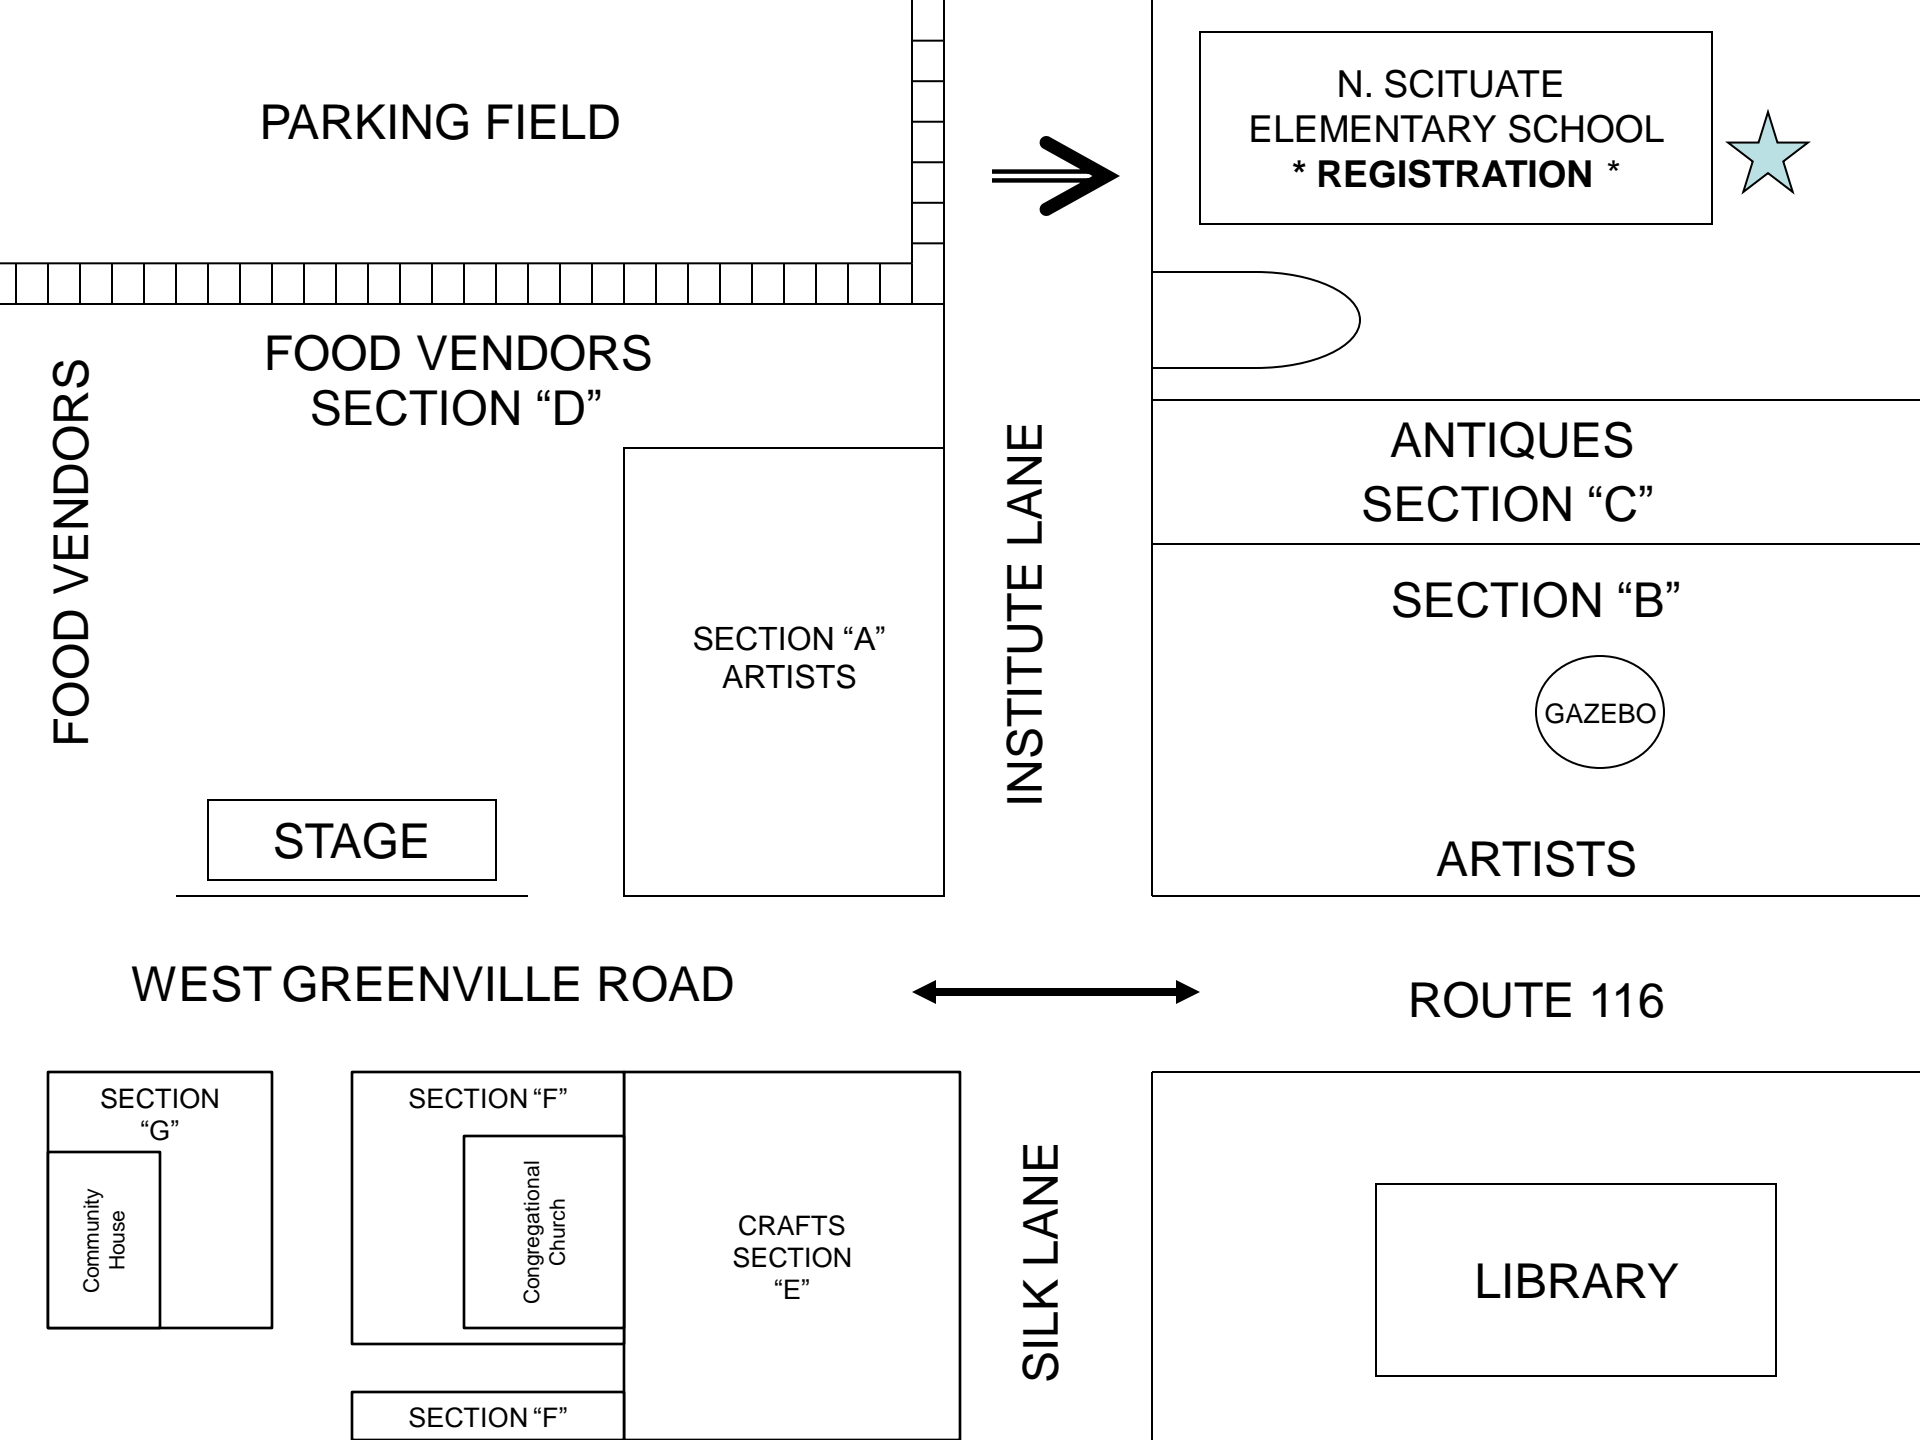 PARKING FIELD
N. SCITUATE
ELEMENTARY SCHOOL
* REGISTRATION *
FOOD VENDORS
SECTION “D”
FOOD VENDORS
ANTIQUES
SECTION “C”
INSTITUTE LANE
SECTION “B”
SECTION “A”
ARTISTS
GAZEBO
STAGE
ARTISTS
WEST GREENVILLE ROAD
ROUTE 116
SECTION
“G”
Community
House
SECTION “F”
Congregational
Church
CRAFTS
SECTION
“E”
SILK LANE
LIBRARY
SECTION “F”